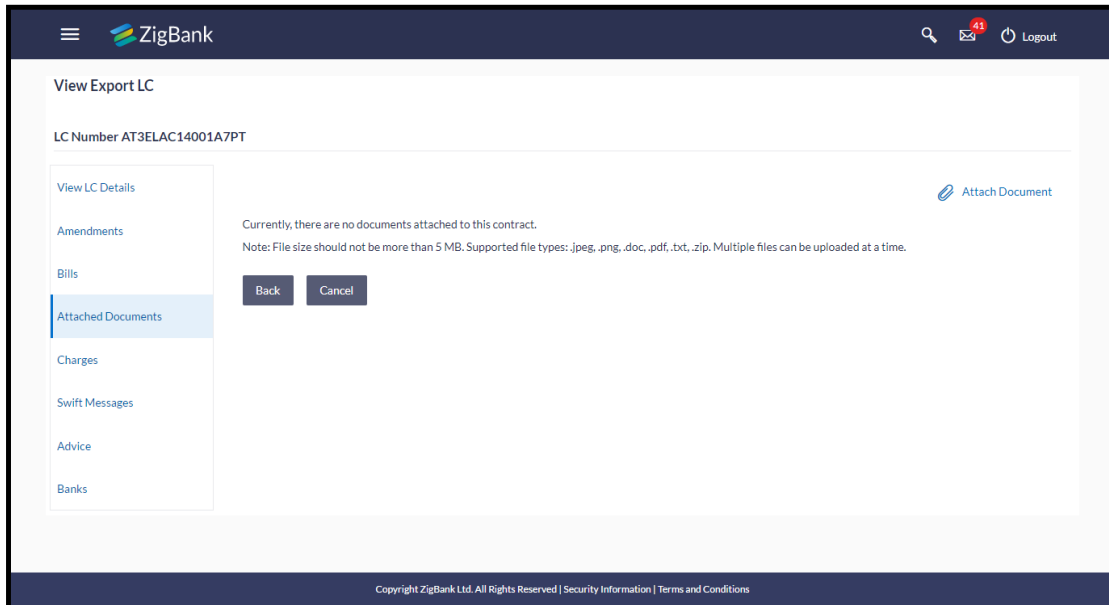 ZigBank
41
Logout
View Export LC
LC Number AT3ELAC14001A7PT
View LC Details
Attach Document
Amendments
Currently, there are no documents attached to this contract.
Note: File size should not be more than 5 MB. Supported file types: .jpeg, .png, .doc, .pdf, .txt, .zip. Multiple files can be uploaded at a time.
Bills
Back
Cancel
Attached Documents
Charges
Swift Messages
Advice
Banks
Copyright ZigBank Ltd. All Rights Reserved | Security Information | Terms and Conditions